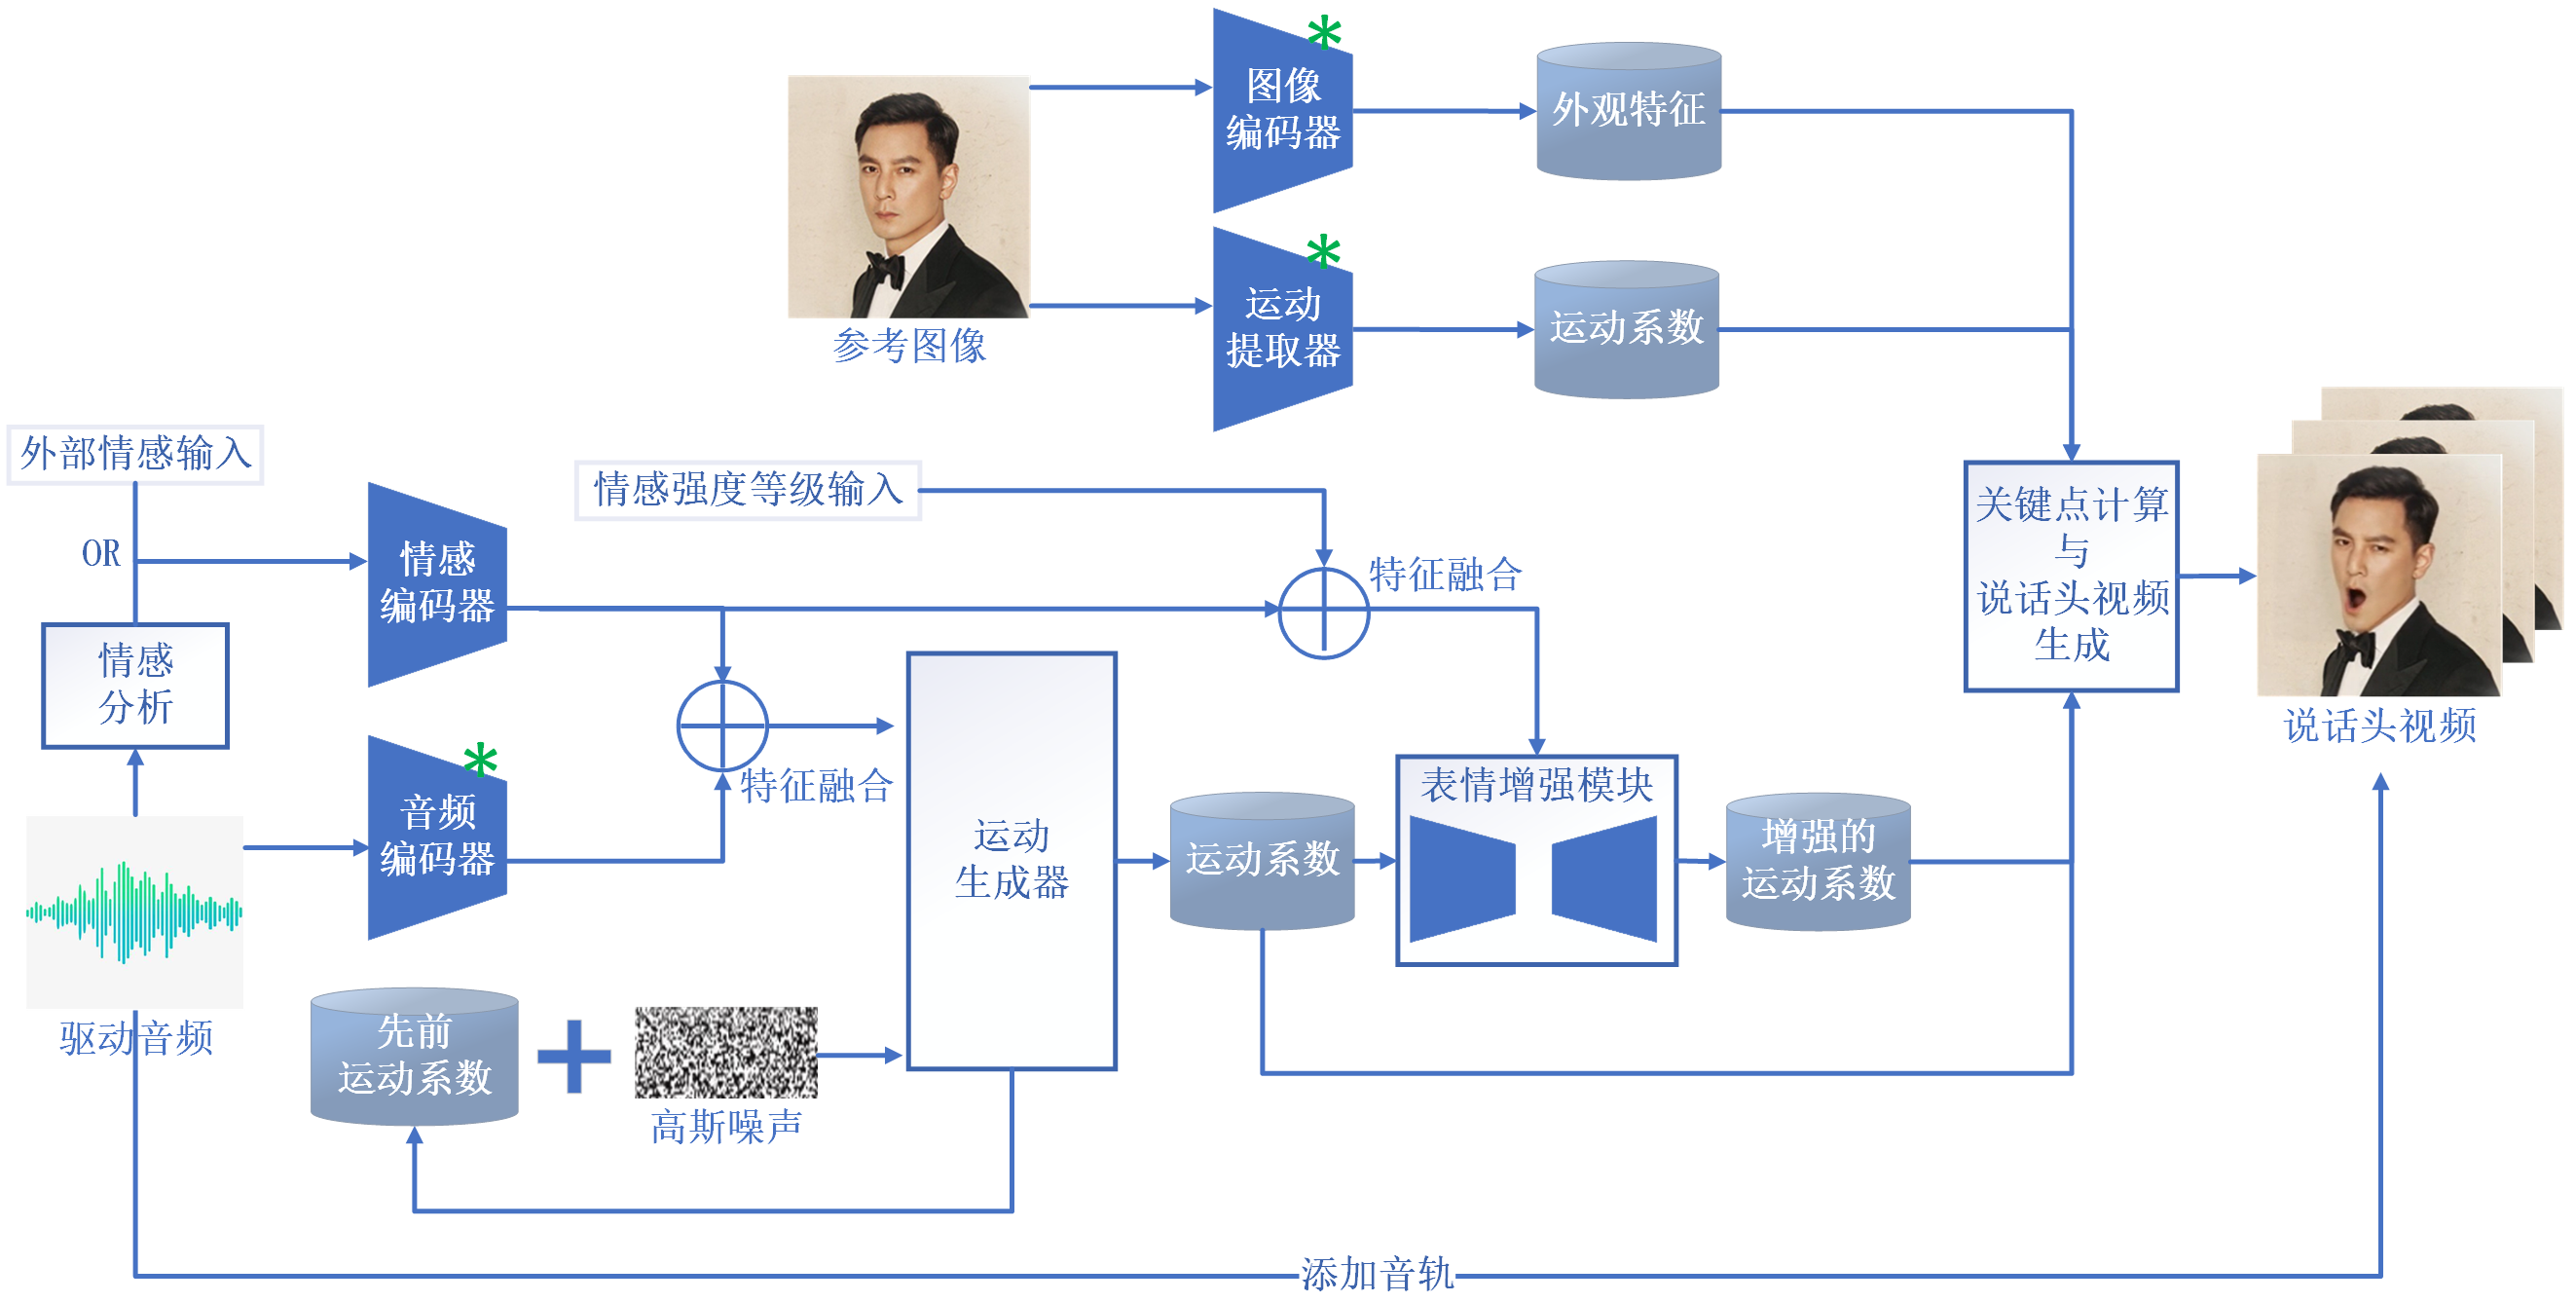 图像
编码器
外观特征
参考图像
运动
提取器
运动系数
外部情感输入
OR
情感
分析
情感
编码器
情感强度等级输入
特征融合
关键点计算
与
说话头视频
生成
说话头视频
驱动音频
音频
编码器
特征融合
先前
运动系数
高斯噪声
运动
生成器
运动系数
表情增强模块
增强的
运动系数
添加音轨